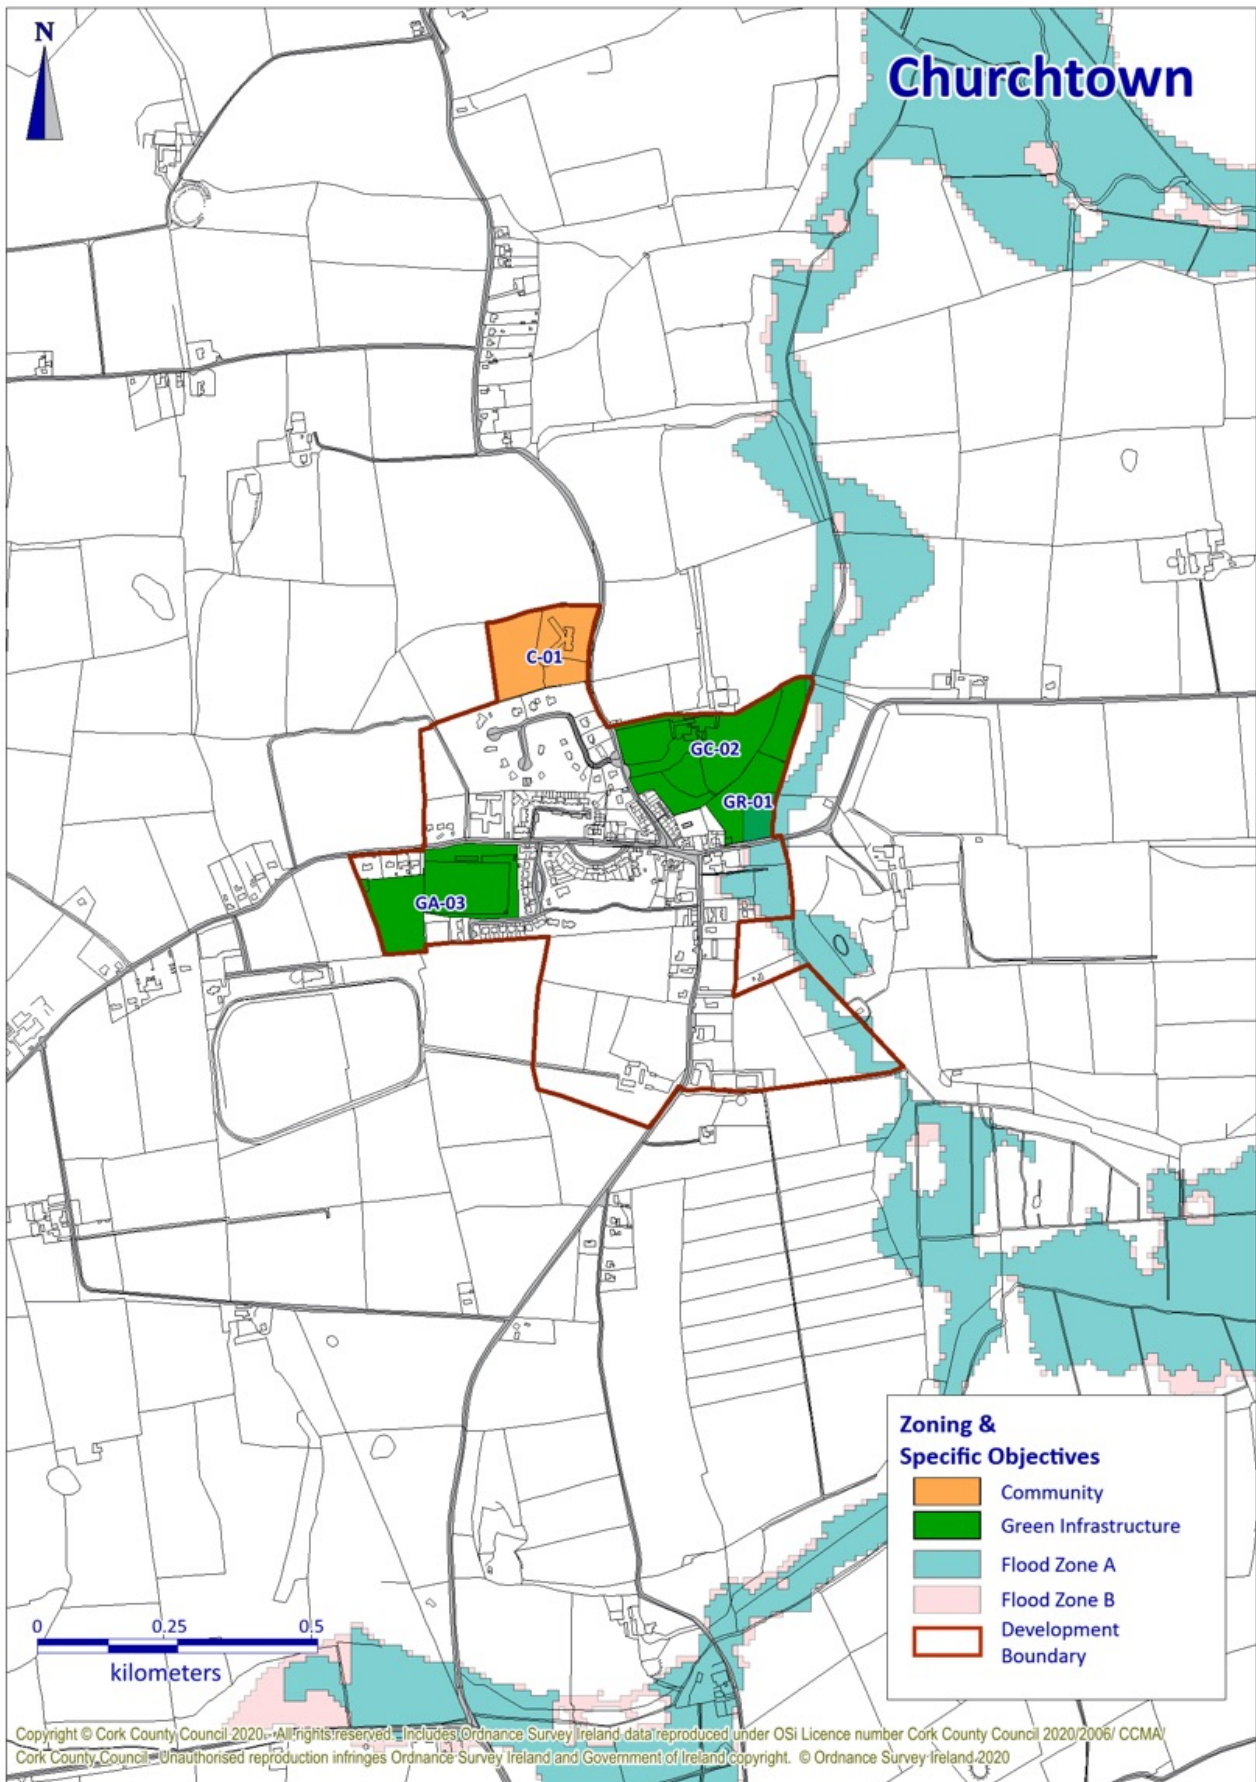 N
Churchtown
C-01
GC-02
GR-01
GA-03
Zoning &
Specific Objectives
Community
Green Infrastructure
Flood Zone A
Flood Zone B
Development
Boundary
0 0.25 0.5
kilometers
Copyright © Cork County Council 2020 - All rights reserved. Includes Ordnance Survey Ireland data reproduced under OSi Licence number Cork County Council 2020/2006/ CCMA/
Cork County Council. Unauthorised reproduction infringes Ordnance Survey Ireland and Government of Ireland copyright. © Ordnance Survey Ireland 2020